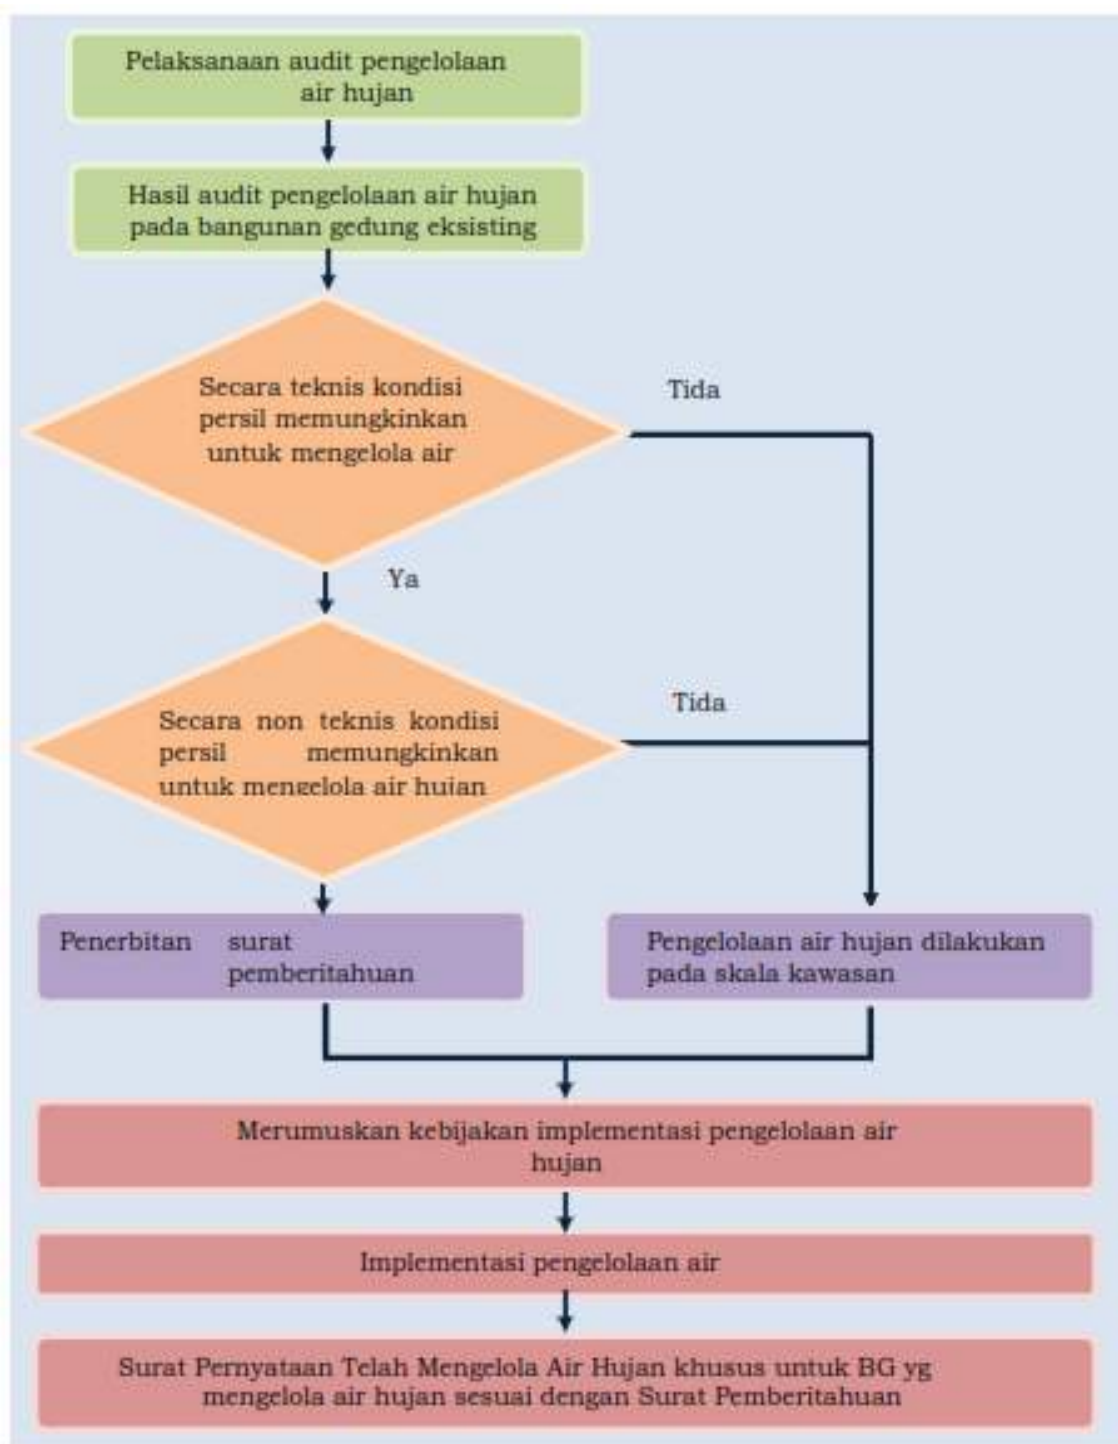 Pelaksanaan audit pengelolaan
air hujan
Hasil audit pengelolaan air hujan
pada bangunan gedung eksisting
Secara teknis kondisi
persil memungkinkan
untuk mengelola air
Tida
Ya
Secara non teknis kondisi
persil memungkinkan
untuk mengelola air hujan
Tida
Penerbitan surat
pemberitahuan
Pengelolaan air hujan dilakukan
pada skala kawasan
Merumuskan kebijakan implementasi pengelolaan air
hujan
Implementasi pengelolaan air
Surat Pernyataan Telah Mengelola Air Hujan khusus untuk BG yg
mengelola air hujan sesuai dengan Surat Pemberitahuan